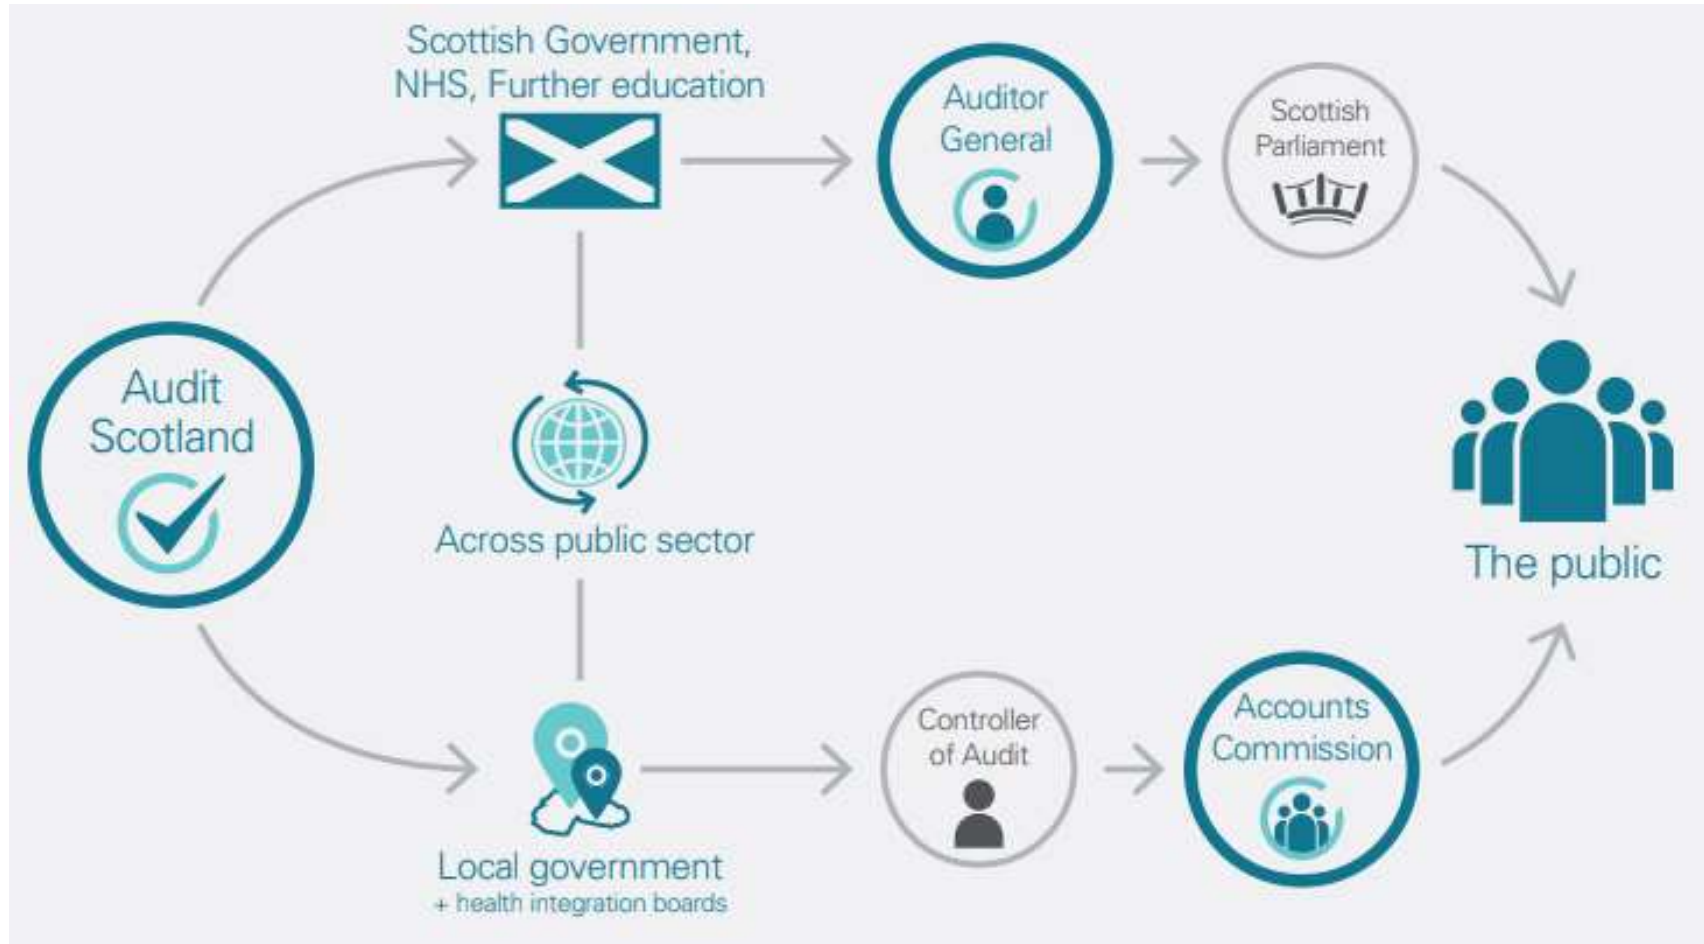 Scottish Government,
NHS, Further education
Auditor
General
Scottish
Parliament
Audit
Scotland
Across public sector
The public
Controller
of Audit
Accounts
Commission
Local government
+ health integration boards